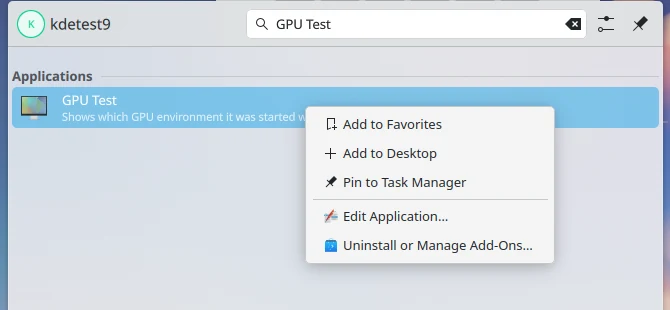 K kdetest9
GPU Test
Applications
GPU Test
Shows which GPU environment it was started
Add to Favorites
Add to Desktop
Pin to Task Manager
Edit Application...
Uninstall or Manage Add-Ons...